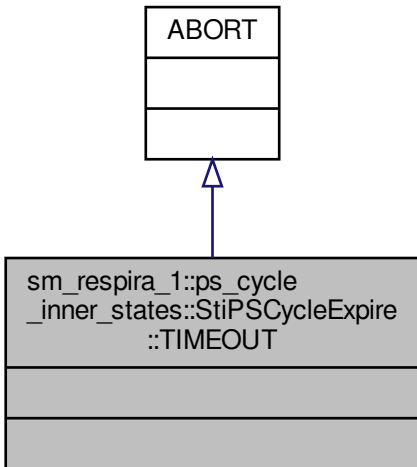 ABORT
sm_respira_1::ps_cycle
_inner_states::StiPSCycleExpire
::TIMEOUT